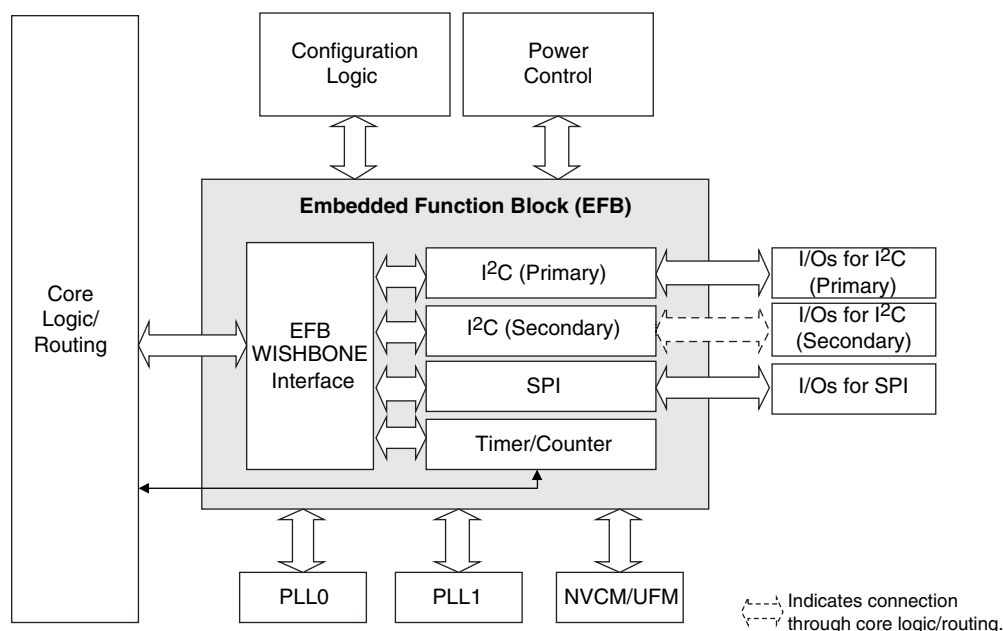 Configuration
Logic
Power
Control
Embedded Function Block (EFB)
Core
Logic/
Routing
EFB
WISHBONE
Interface
I²C (Primary)
I²C (Secondary)
SPI
Timer/Counter
I/Os for I²C
(Primary)
I/Os for I²C
(Secondary)
I/Os for SPI
PLL0
PLL1
NVCM/UFM
Indicates connection
through core logic/routing.